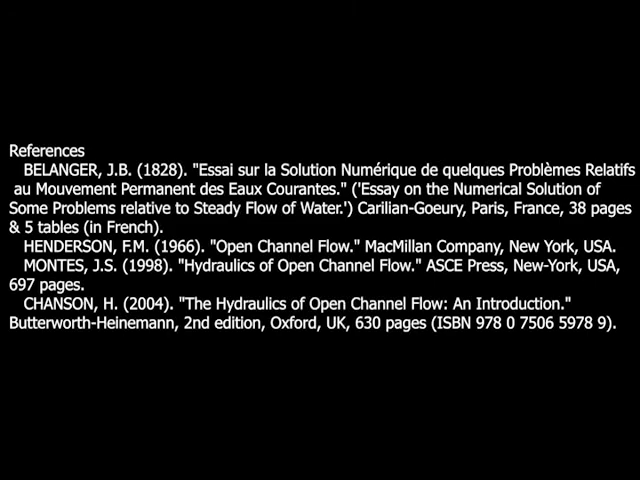 References
BELANGER, J.B. (1828). "Essai sur la Solution Numérique de quelques Problèmes Relatifs
au Mouvement Permanent des Eaux Courantes." ('Essay on the Numerical Solution of
Some Problems relative to Steady Flow of Water.') Carilian-Goeury, Paris, France, 38 pages
& 5 tables (in French).
HENDERSON, F.M. (1966). "Open Channel Flow." MacMillan Company, New York, USA.
MONTES, J.S. (1998). "Hydraulics of Open Channel Flow." ASCE Press, New-York, USA,
697 pages.
CHANSON, H. (2004). "The Hydraulics of Open Channel Flow: An Introduction."
Butterworth-Heinemann, 2nd edition, Oxford, UK, 630 pages (ISBN 978 0 7506 5978 9).